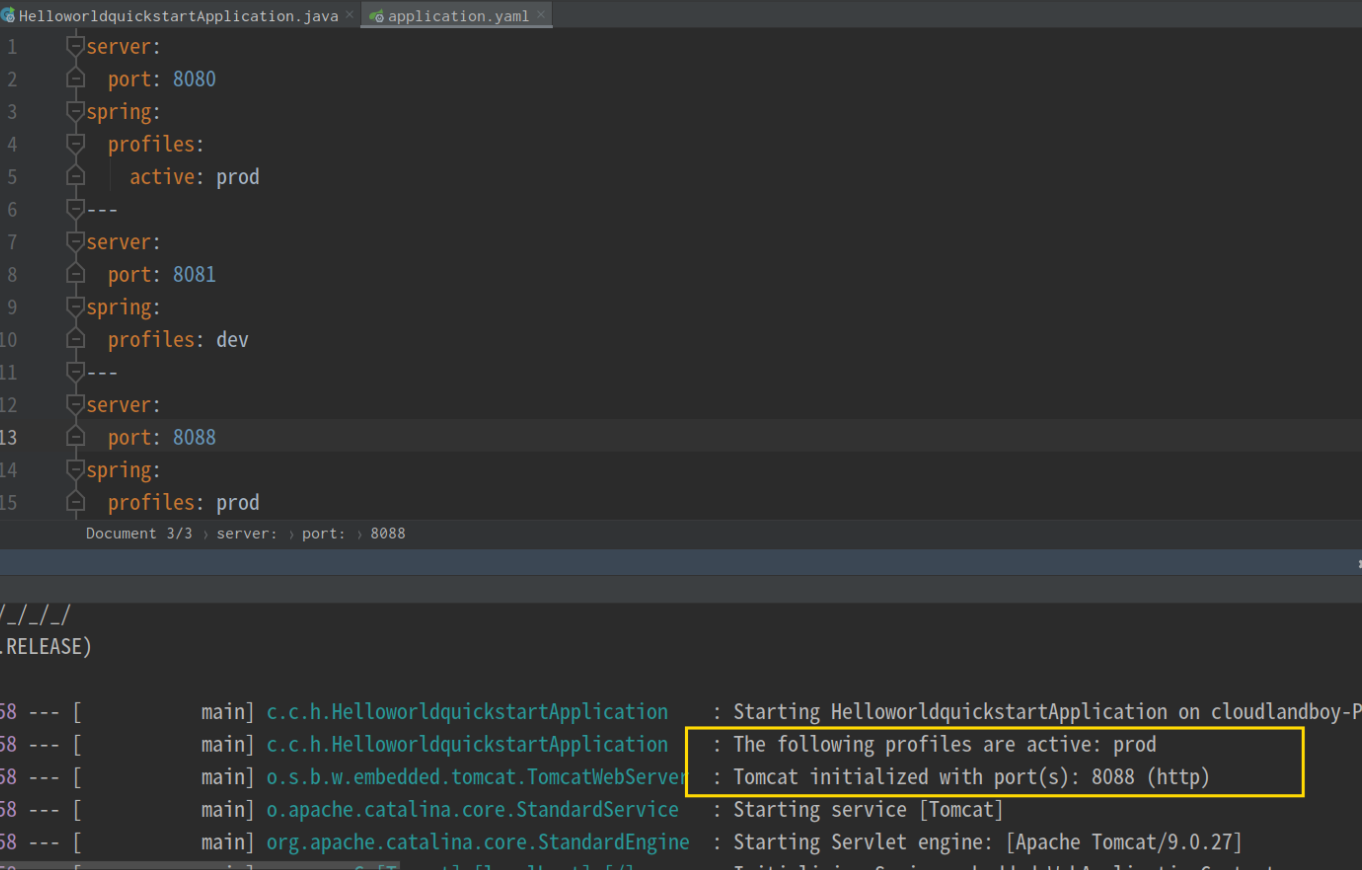 HelloworldquickstartApplication.java × application.yaml ×
1 server:
2 port: 8080
3 spring:
4 profiles:
5 active: prod
6 ---
7 server:
8 port: 8081
9 spring:
10 profiles: dev
11 ---
12 server:
13 port: 8088
14 spring:
15 profiles: prod
Document 3/3 › server: › port: › 8088
/_/_/_/
.RELEASE)
58 --- [ main] c.c.h.HelloworldquickstartApplication : Starting HelloworldquickstartApplication on cloudlandboy-P
58 --- [ main] c.c.h.HelloworldquickstartApplication : The following profiles are active: prod
58 --- [ main] o.s.b.w.embedded.tomcat.TomcatWebServer : Tomcat initialized with port(s): 8088 (http)
58 --- [ main] o.apache.catalina.core.StandardService : Starting service [Tomcat]
58 --- [ main] org.apache.catalina.core.StandardEngine : Starting Servlet engine: [Apache Tomcat/9.0.27]